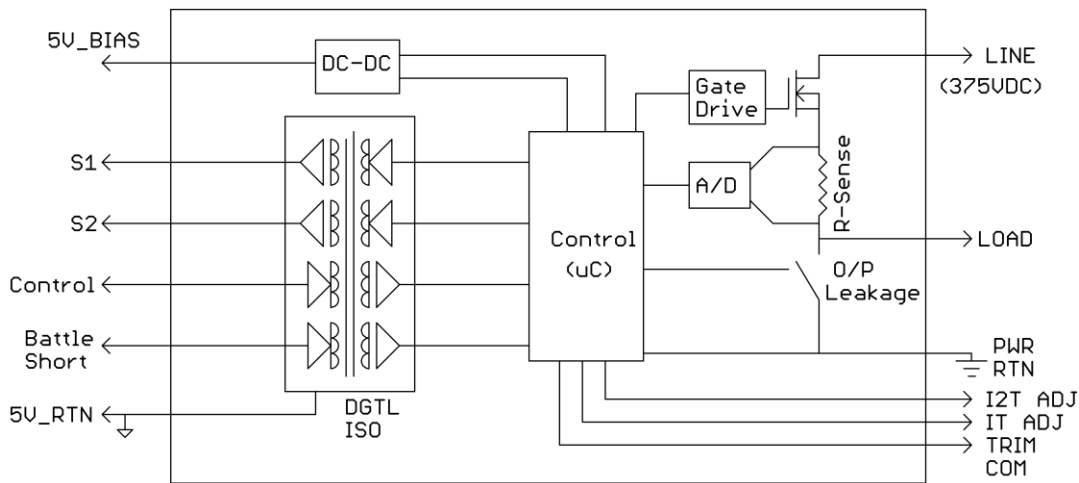 5V_BIAS
DC-DC
Gate
Drive
LINE
(375VDC)
S1
A/D
R-Sense
S2
Control
(uC)
LOAD
Control
O/P
Leakage
Battle
Short
PWR
RTN
5V_RTN
DGTL
ISO
I2T ADJ
IT ADJ
TRIM
COM